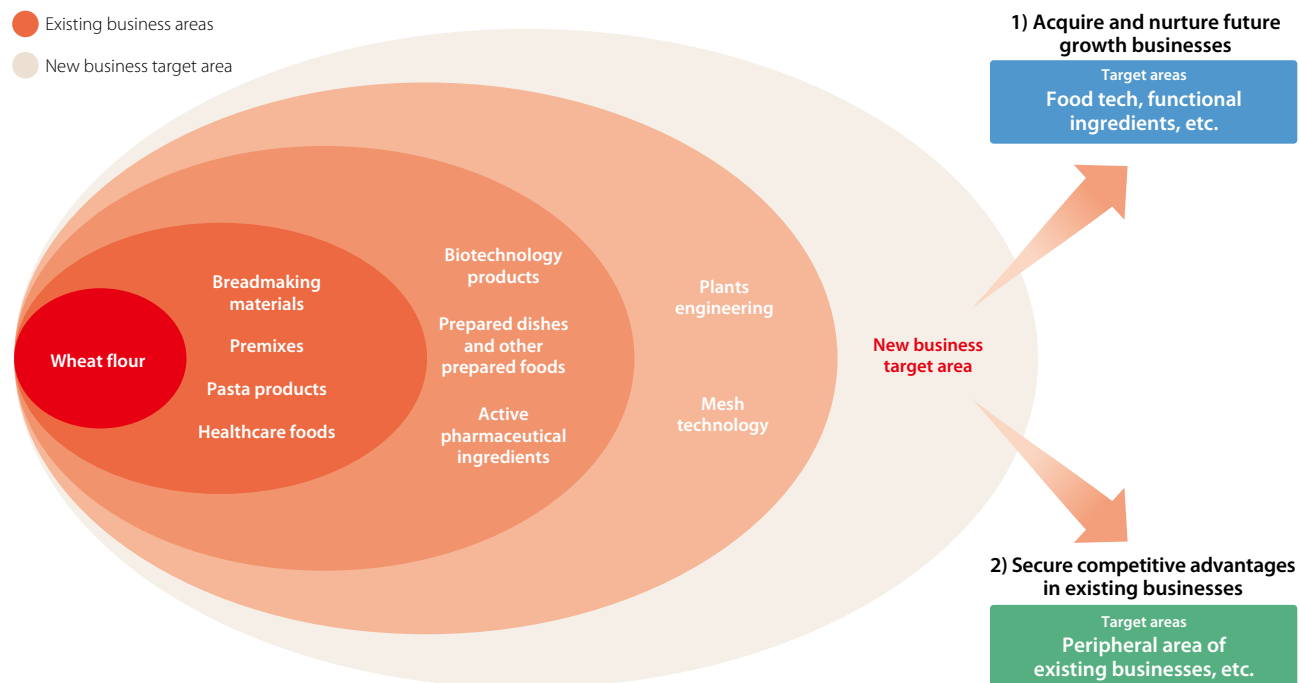 Existing business areas
New business target area
Wheat flour
Breadmaking
materials
Premixes
Pasta products
Healthcare foods
Biotechnology
products
Prepared dishes
and other
prepared foods
Active
pharmaceutical
ingredients
Plants
engineering
Mesh
technology
New business
target area
1) Acquire and nurture future
growth businesses
Target areas
Food tech, functional
ingredients, etc.
2) Secure competitive advantages
in existing businesses
Target areas
Peripheral area of
existing businesses, etc.